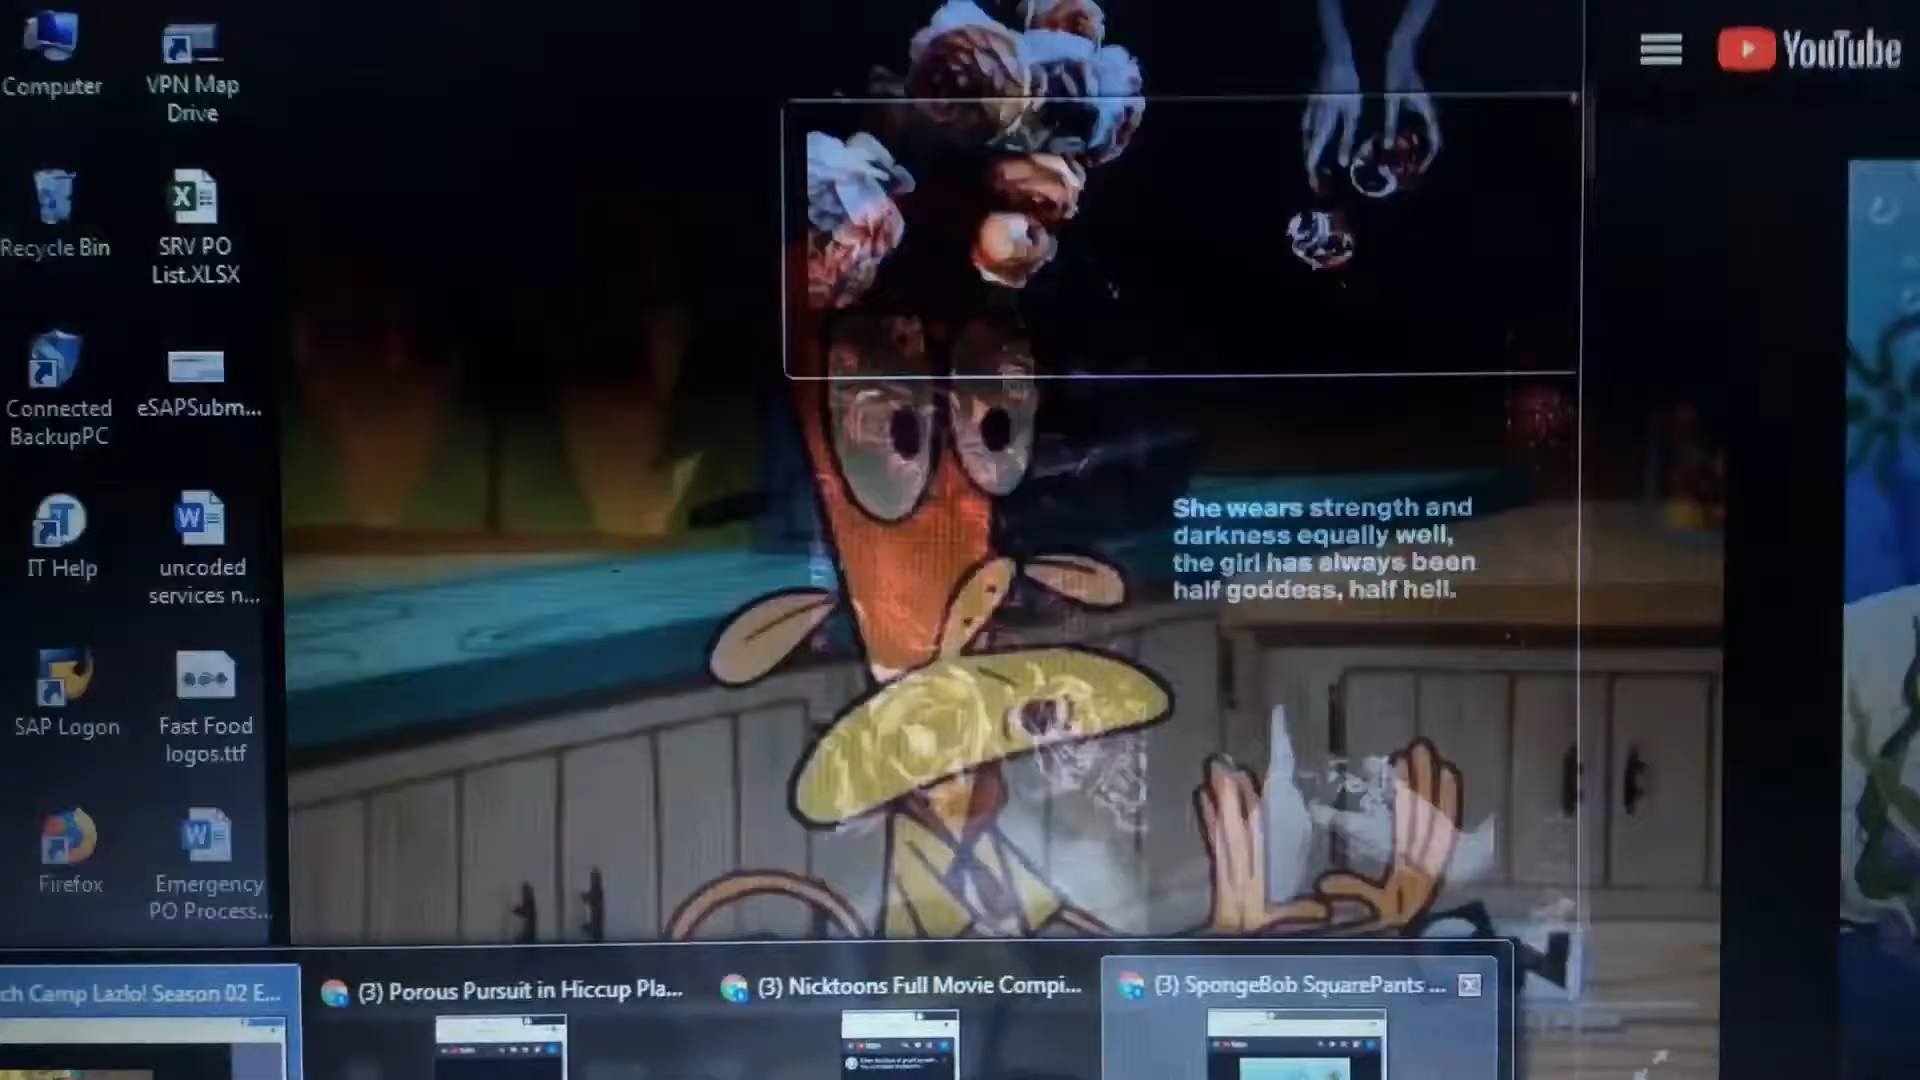 Computer
VPN Map
Drive
YouTube
Recycle Bin
SRV PO
List.XLSX
Connected
BackupPC
eSAPSubm...
IT Help
uncoded
services n...
She wears strength and
darkness equally well,
the girl has always been
half goddess, half hell.
SAP Logon
Fast Food
logos.ttf
Firefox
Emergency
PO Process...
ch Camp Lazlo! Season 02 E...
(3) Porous Pursuit in Hiccup Pla...
(3) Nicktoons Full Movie Compi...
(3) SpongeBob SquarePants ...